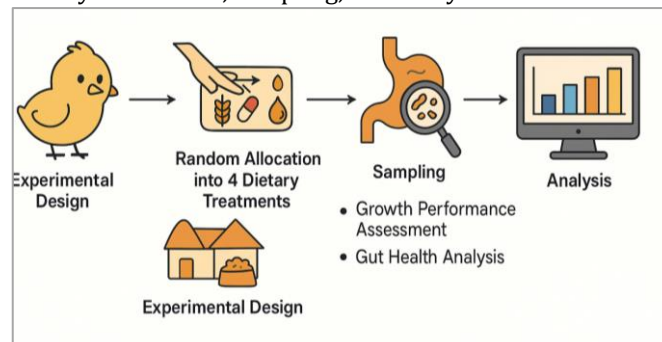 Experimental
Design
Random Allocation
into 4 Dietary
Treatments
Experimental Design
Sampling
• Growth Performance
Assessment
• Gut Health Analysis
Analysis